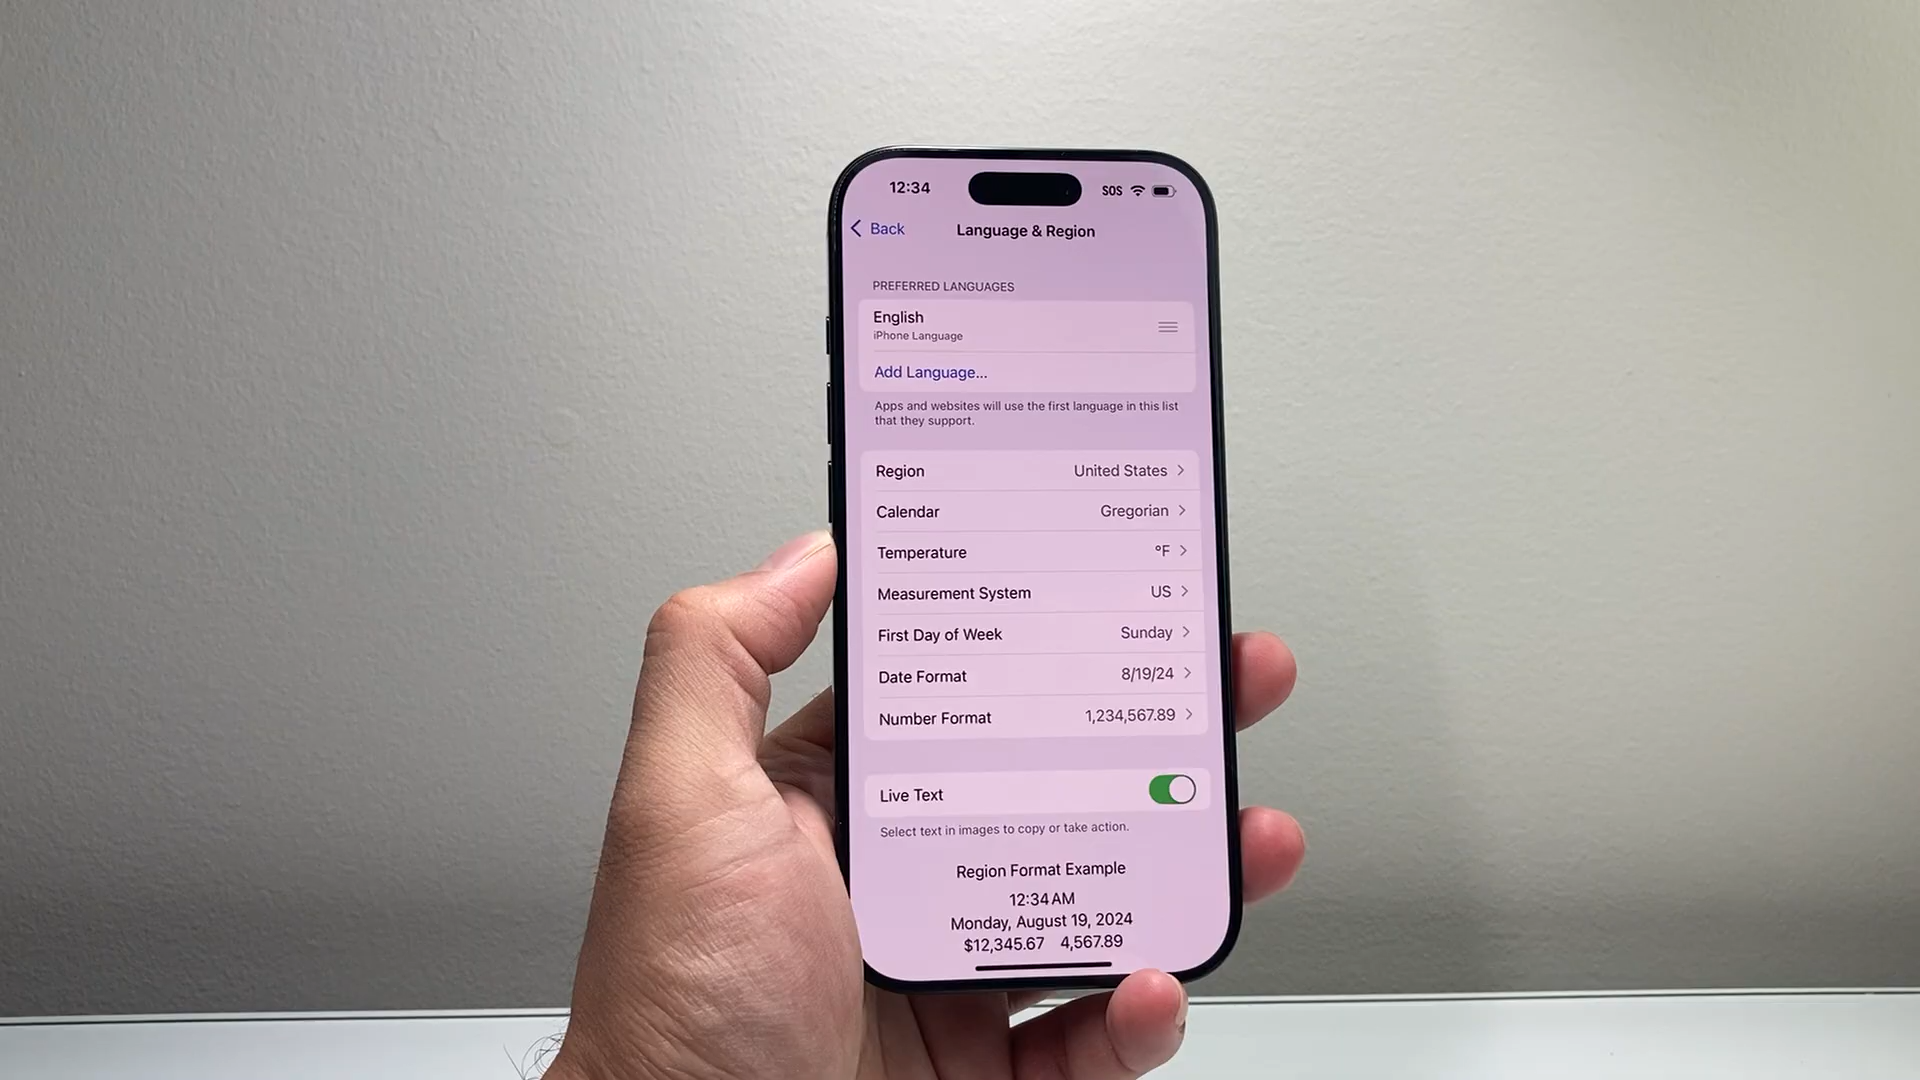 12:34 SOS
Back Language & Region
PREFERRED LANGUAGES
English
iPhone Language
Add Language...
Apps and websites will use the first language in this list
that they support.
Region United States
Calendar Gregorian
Temperature °F
Measurement System US
First Day of Week Sunday
Date Format 8/19/24
Number Format 1,234,567.89
Live Text
Select text in images to copy or take action.
Region Format Example
12:34 AM
Monday, August 19, 2024
$12,345.67 4,567.89